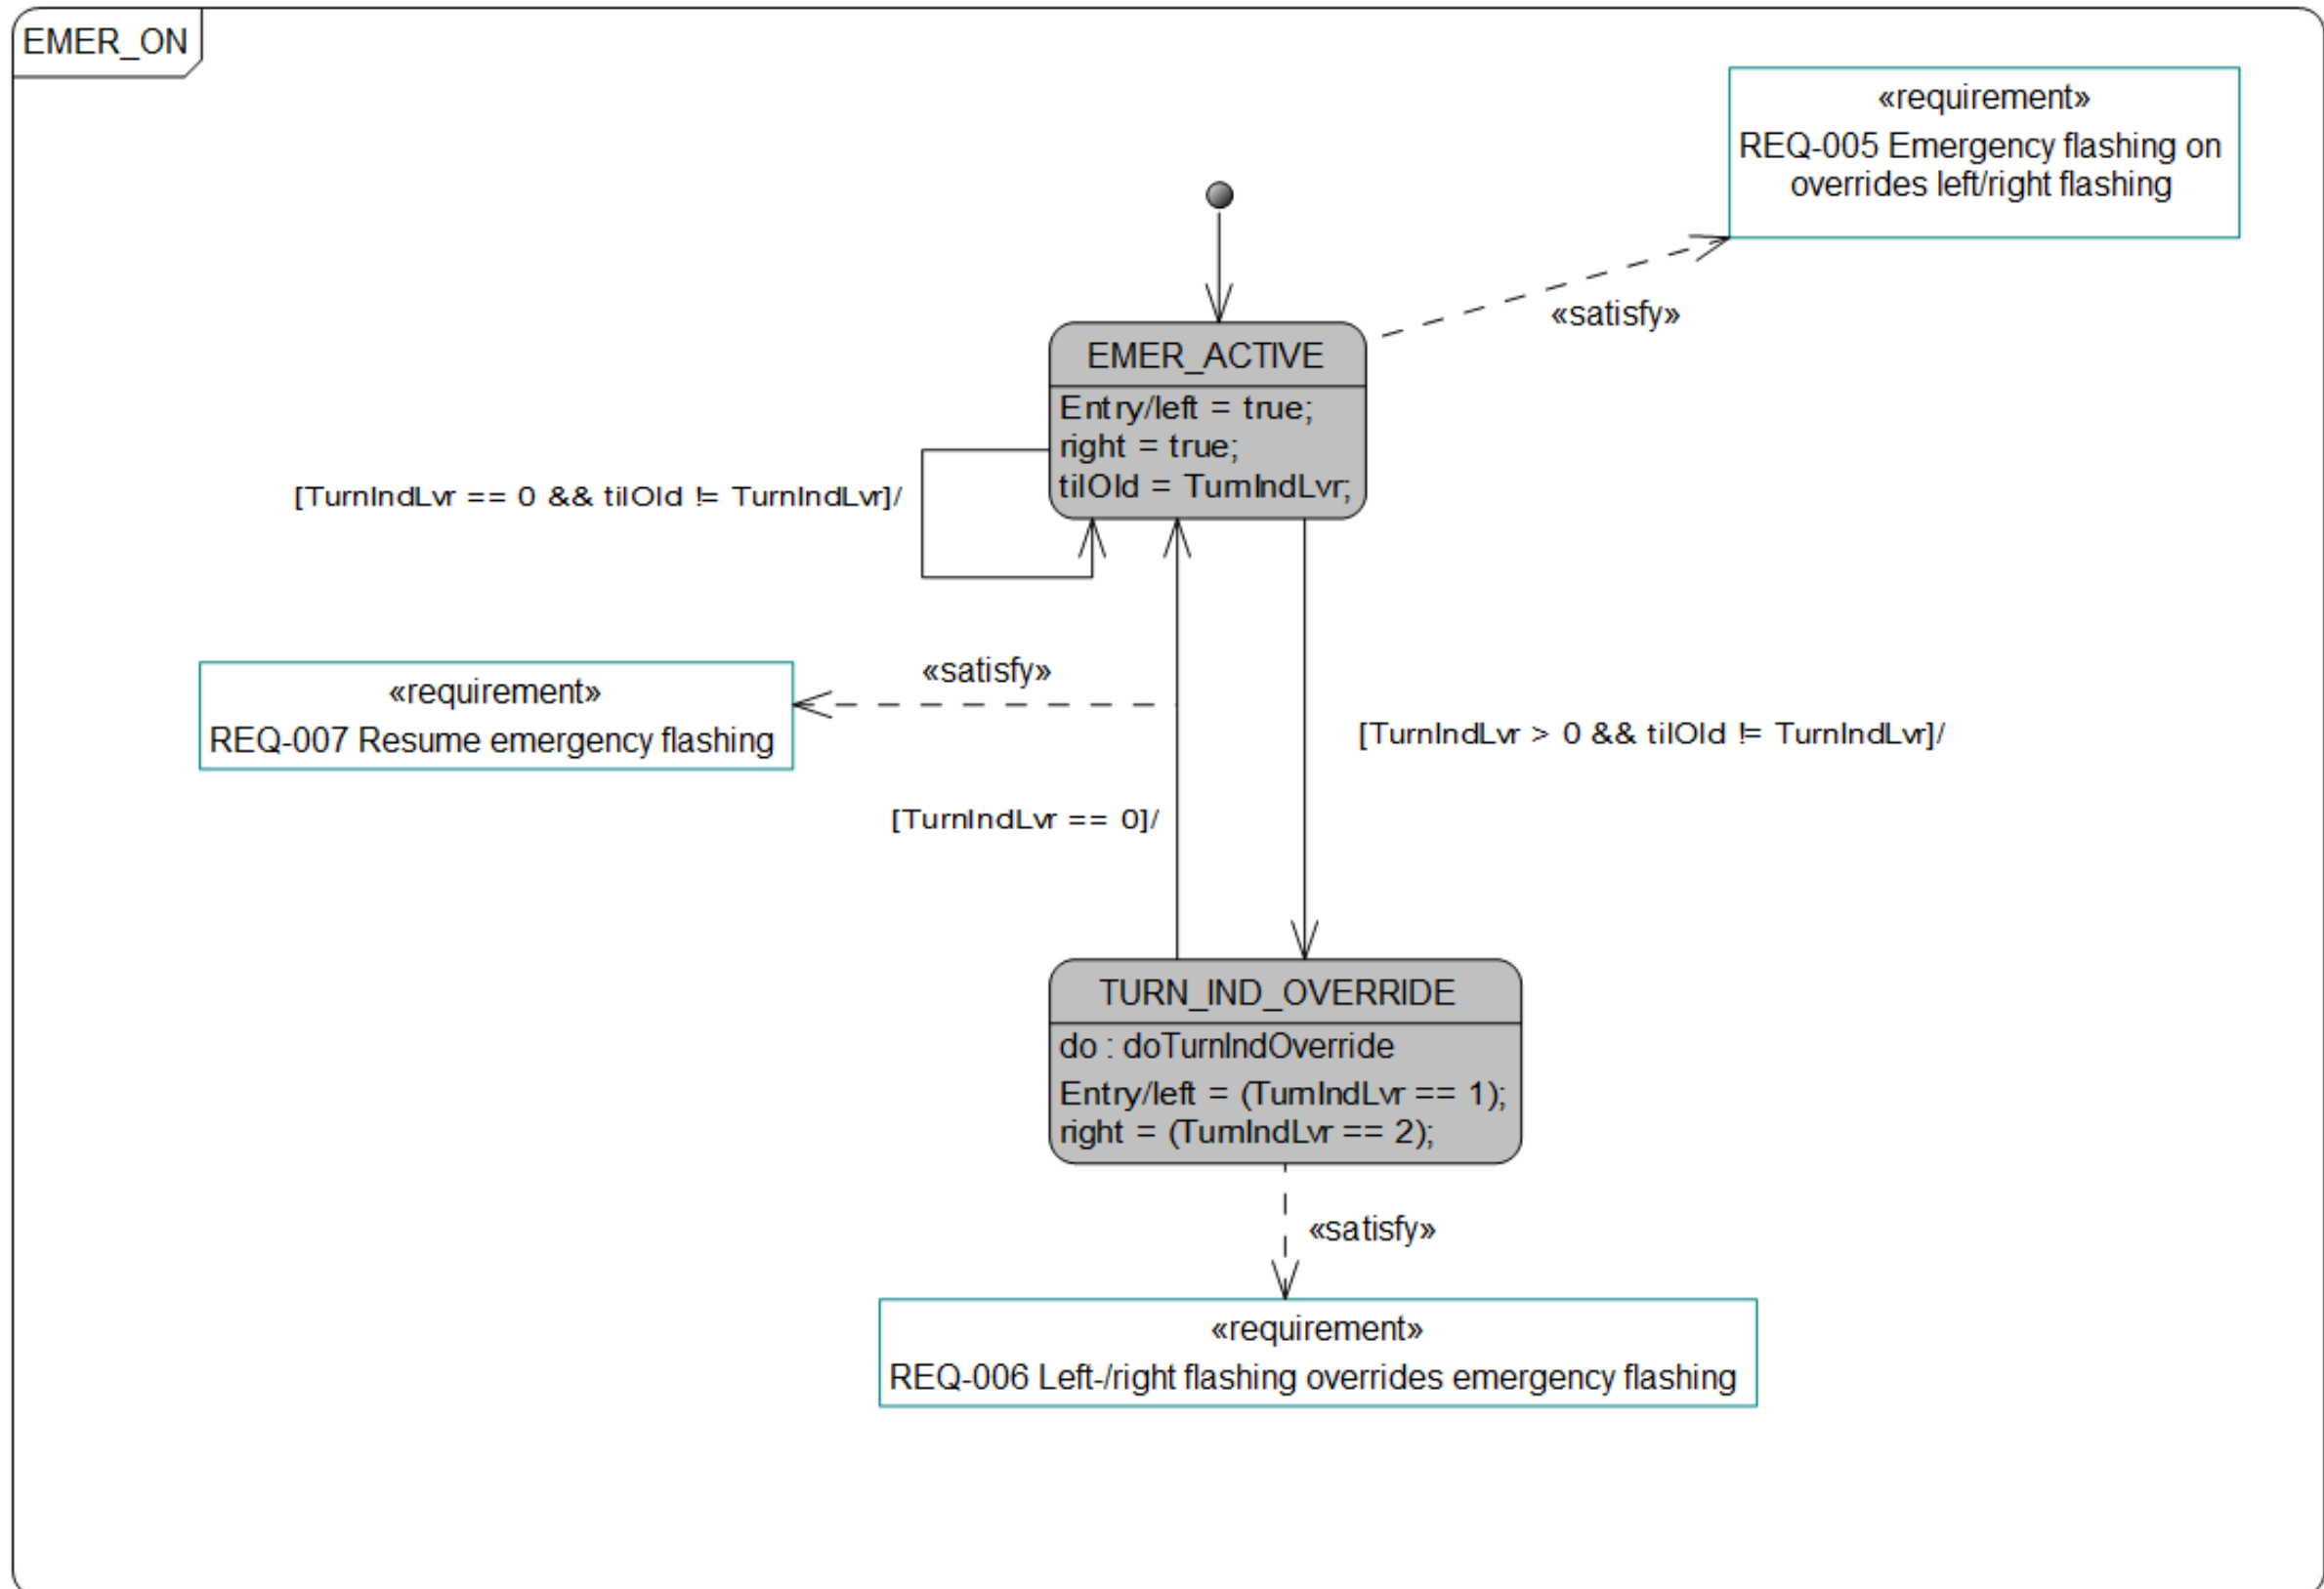 EMER_ON
«requirement»
REQ-005 Emergency flashing on
overrides left/right flashing
«satisfy»
EMER_ACTIVE
Entry/left = true;
right = true;
tilOld = TurnIndLvr;
[TurnIndLvr == 0 && tilOld != TurnIndLvr]/
«satisfy»
«requirement»
REQ-007 Resume emergency flashing
[TurnIndLvr > 0 && tilOld != TurnIndLvr]/
[TurnIndLvr == 0]/
TURN_IND_OVERRIDE
do : doTurnIndOverride
Entry/left = (TurnIndLvr == 1);
right = (TurnIndLvr == 2);
«satisfy»
«requirement»
REQ-006 Left-/right flashing overrides emergency flashing